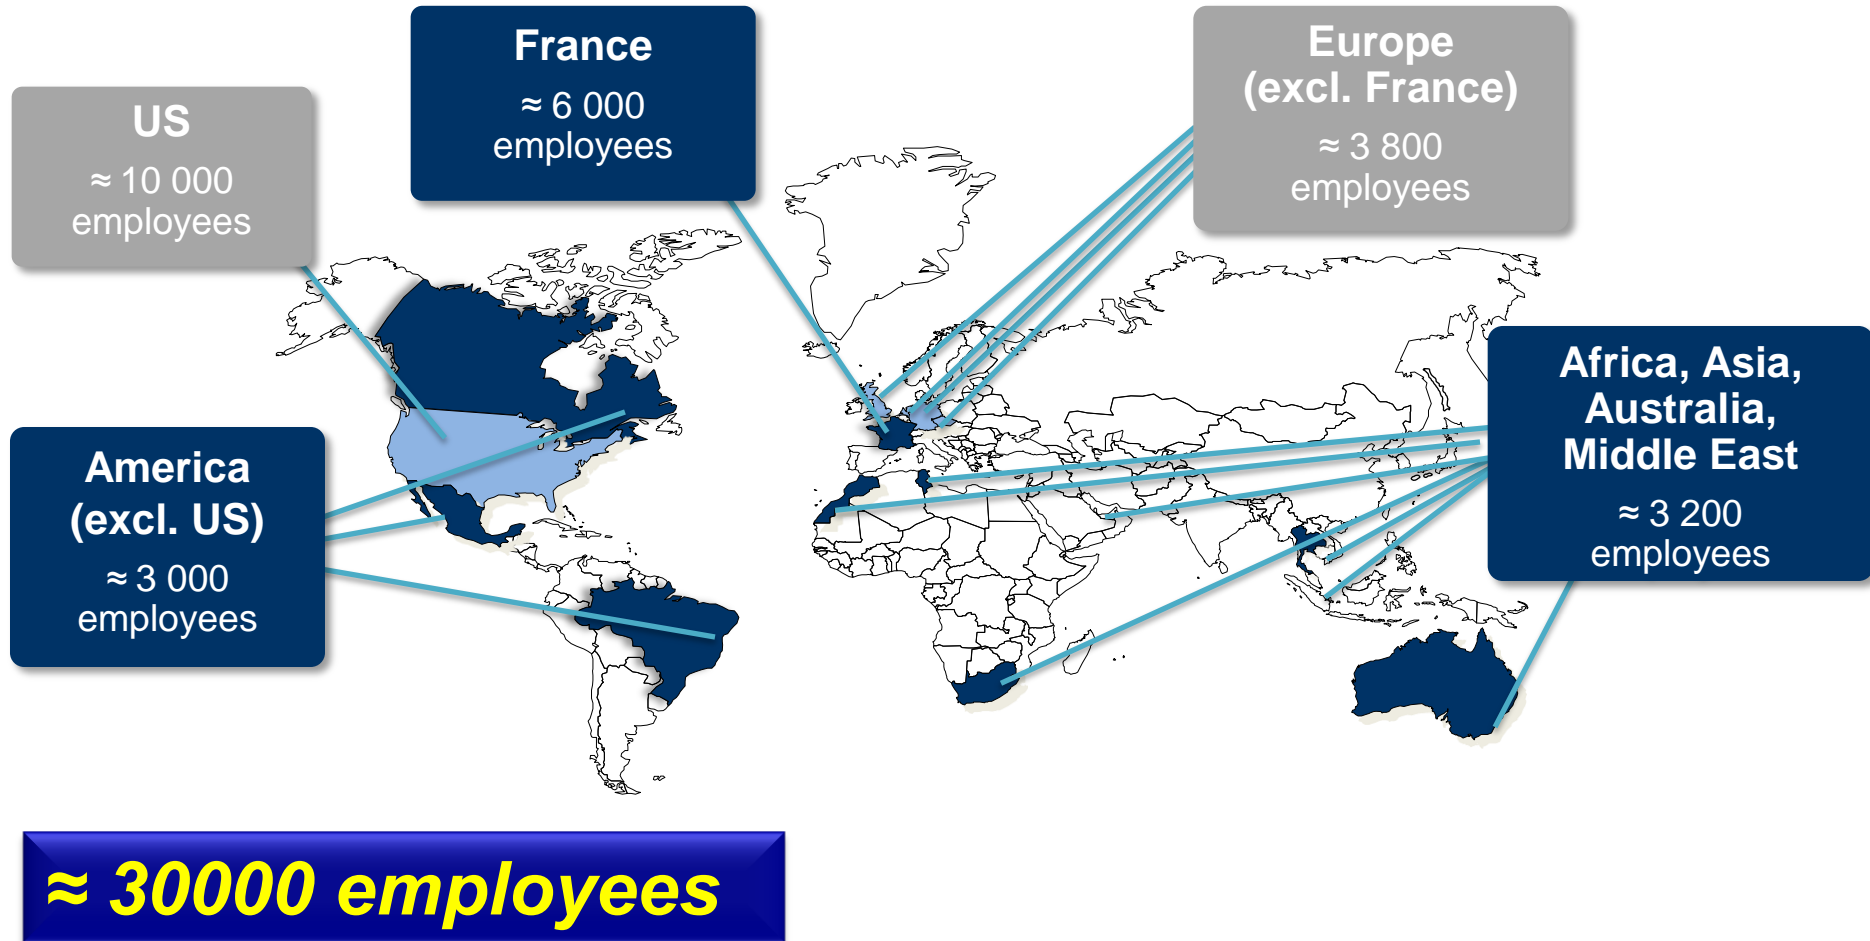 France
≈ 6 000
employees
Europe
(excl. France)
≈ 3 800
employees
US
≈ 10 000
employees
Africa, Asia,
Australia,
Middle East
≈ 3 200
employees
America
(excl. US)
≈ 3 000
employees
≈ 30000 employees